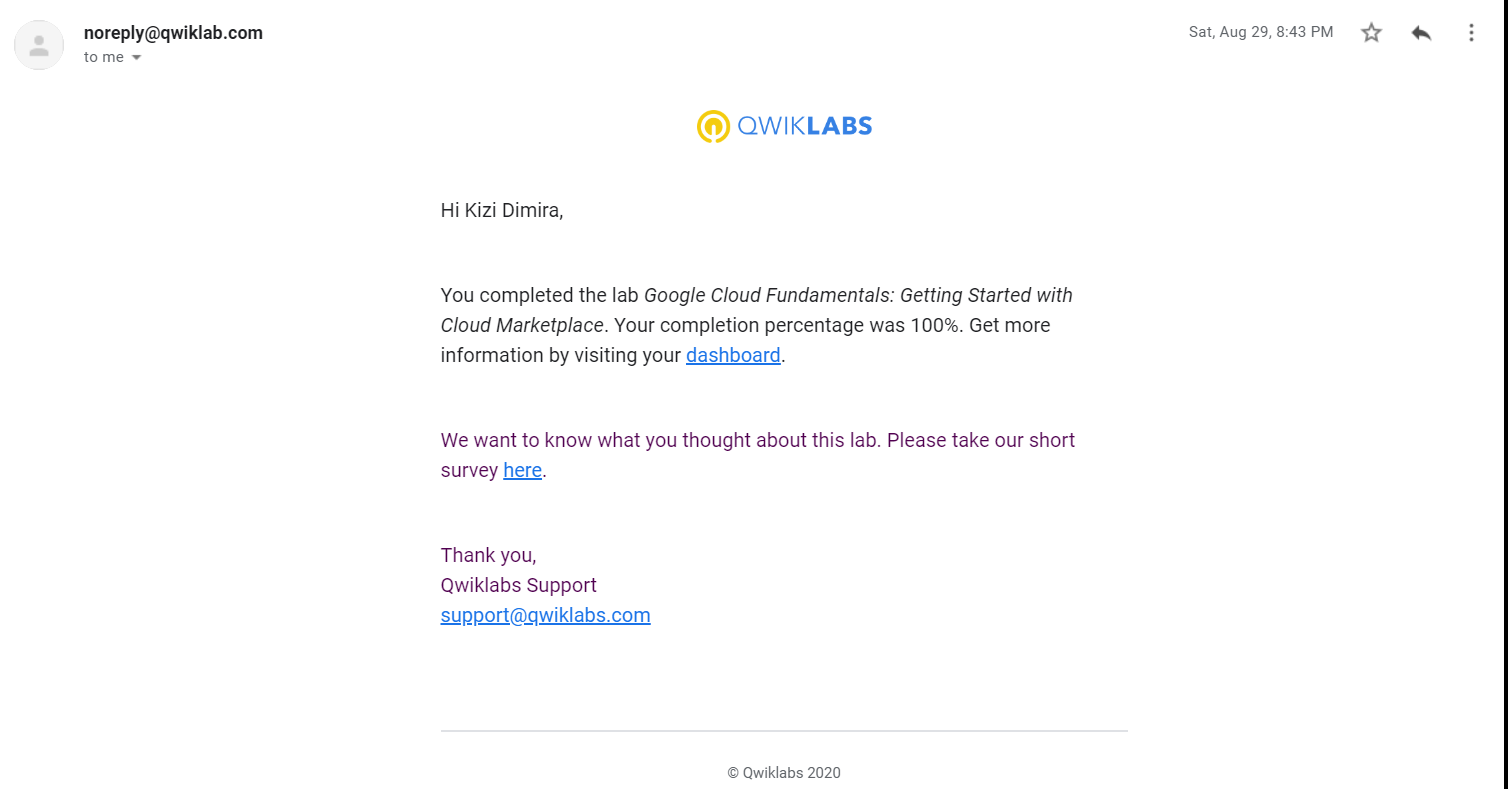 noreply@qwiklab.com
Sat, Aug 29, 8:43 PM
to me
QWIKLABS
Hi Kizi Dimira,
You completed the lab Google Cloud Fundamentals: Getting Started with
Cloud Marketplace. Your completion percentage was 100%. Get more
information by visiting your dashboard.
We want to know what you thought about this lab. Please take our short
survey here.
Thank you,
Qwiklabs Support
support@qwiklabs.com
© Qwiklabs 2020